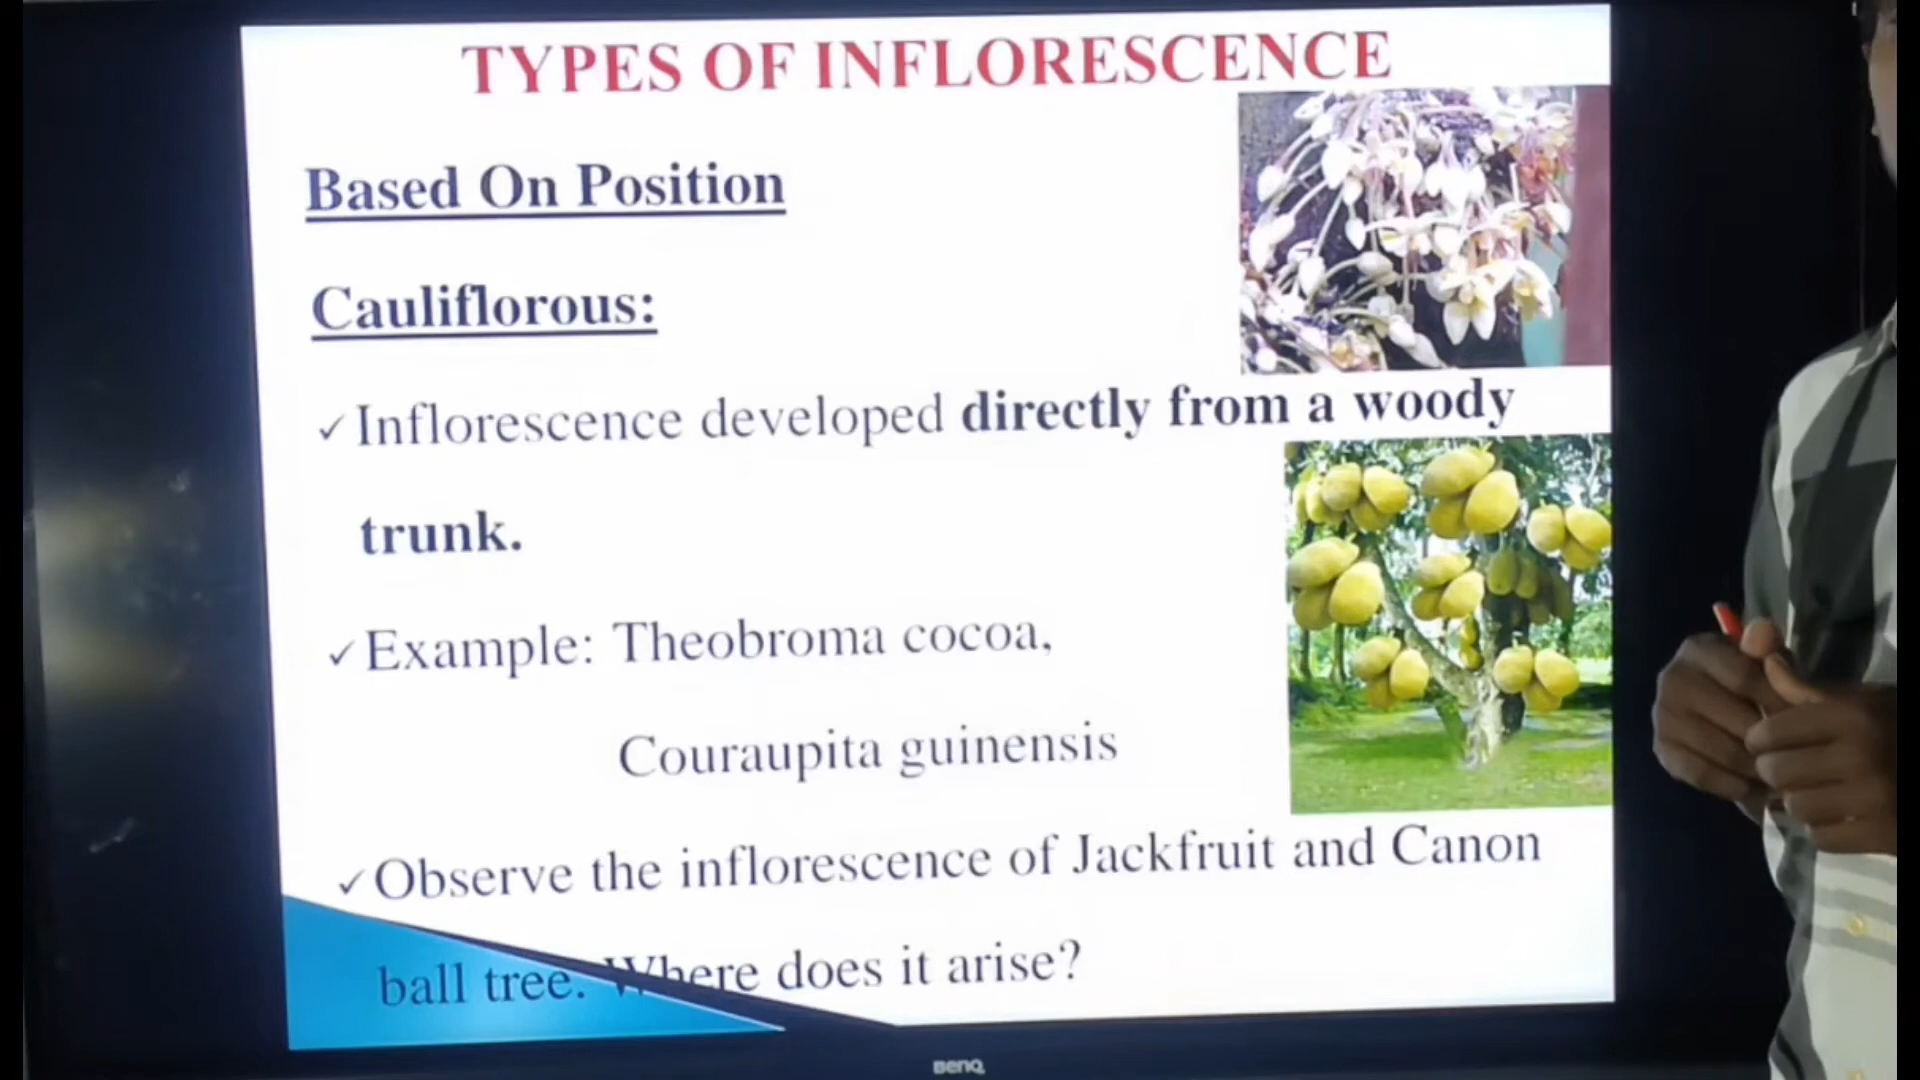 TYPES OF INFLORESCENCE
Based On Position
Cauliflorous:
✓ Inflorescence developed directly from a woody
trunk.
✓ Example: Theobroma cocoa,
Couraupita guinensis
✓ Observe the inflorescence of Jackfruit and Canon
ball tree. Where does it arise?
BenQ